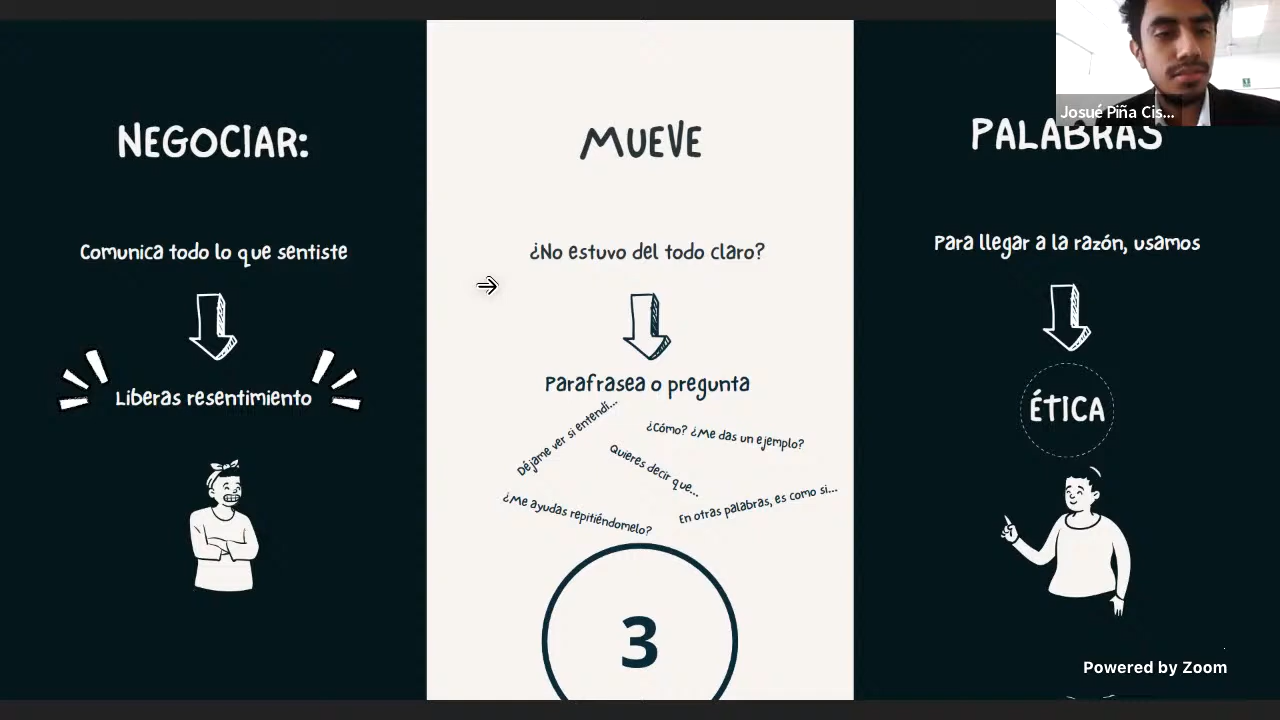 NEGOCIAR:
Comunica todo lo que sentiste
Liberas resentimiento
MUEVE
¿No estuvo del todo claro?
Parafrasea o pregunta
Déjame ver si entendí...
¿Cómo? ¿Me das un ejemplo?
Quieres decir que...
¿Me ayudas repitiéndomelo?
En otras palabras, es como si...
3
Josué Piña Cis...
PALABRAS
Para llegar a la razón, usamos
ÉTICA
Powered by Zoom